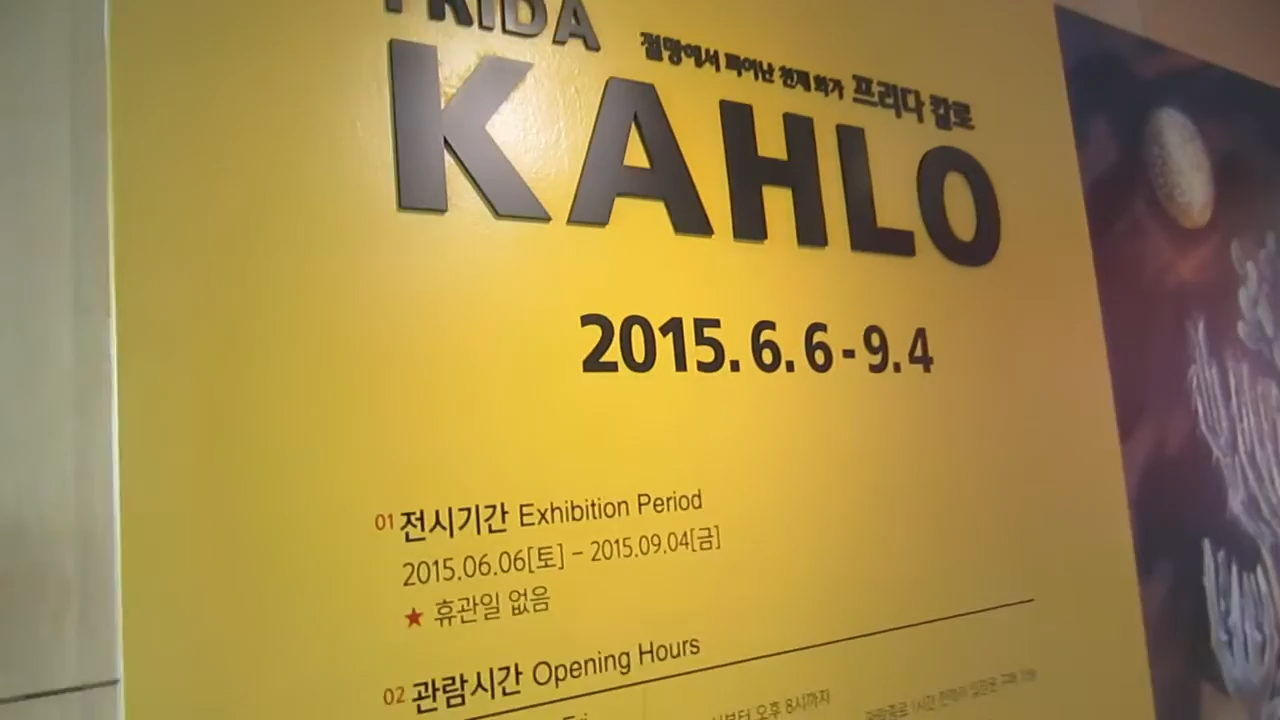 FRIDA
절망에서 피어난 천재 화가 프리다 칼로
KAHLO
2015. 6. 6 - 9. 4
01 전시기간 Exhibition Period
2015.06.06[토] – 2015.09.04[금]
★ 휴관일 없음
02 관람시간 Opening Hours
오후 8시까지